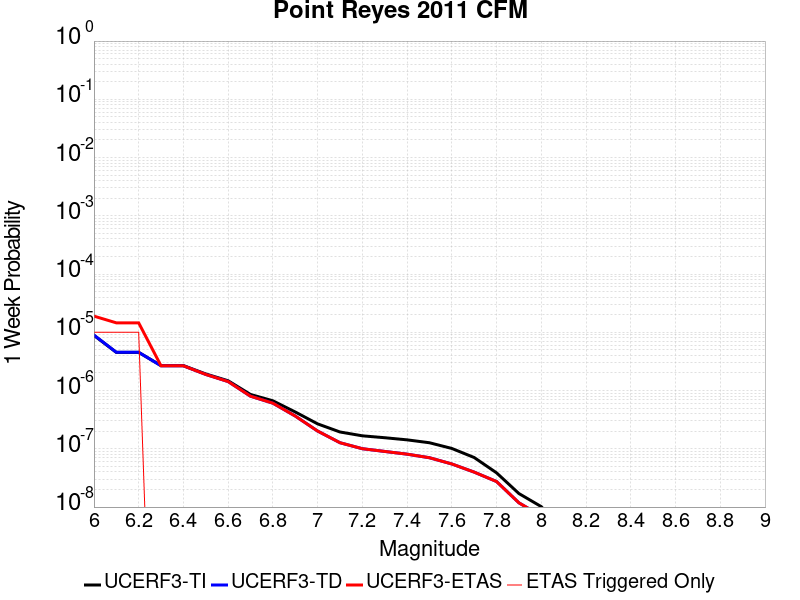 Point Reyes 2011 CFM
10^0
10^-1
10^-2
10^-3
10^-4
10^-5
10^-6
10^-7
10^-8
1 Week Probability
6 6.2 6.4 6.6 6.8 7 7.2 7.4 7.6 7.8 8 8.2 8.4 8.6 8.8 9
Magnitude
UCERF3-TI UCERF3-TD UCERF3-ETAS ETAS Triggered Only